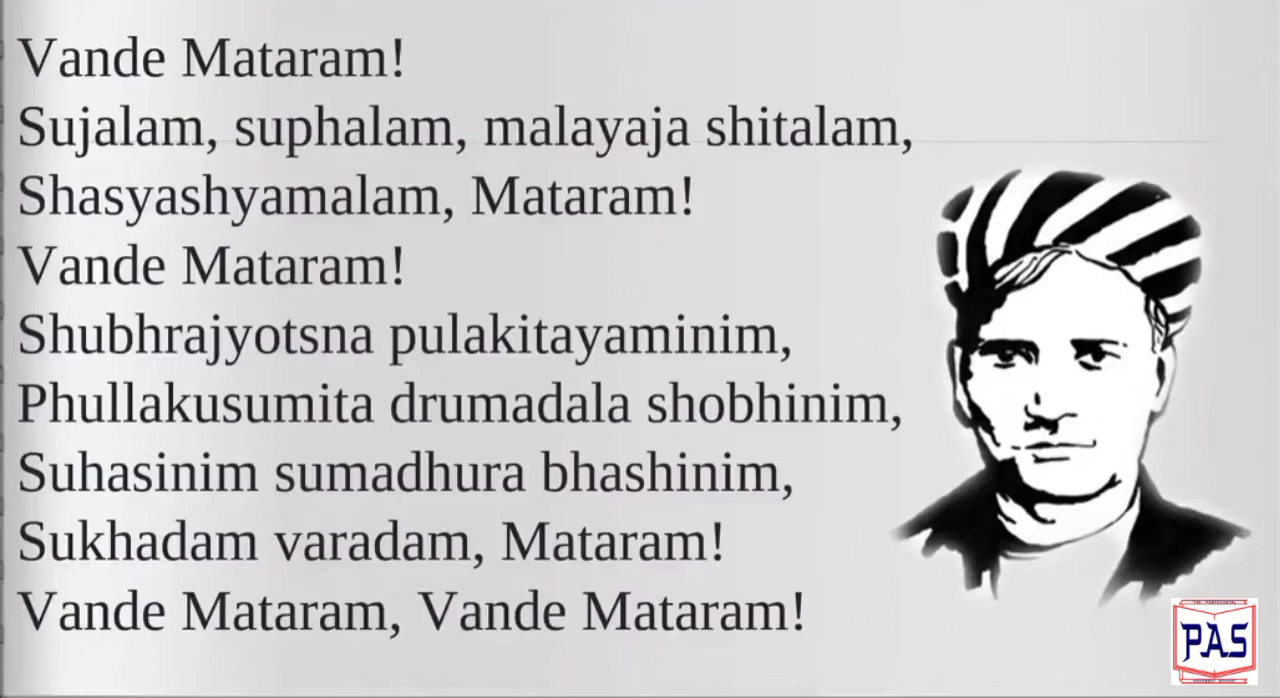 Vande Mataram!
Sujalam, suphalam, malayaja shitalam,
Shasyashyamalam, Mataram!
Vande Mataram!
Shubhrajyotsna pulakitayaminim,
Phullakusumita drumadala shobhinim,
Suhasinim sumadhura bhashinim,
Sukhadam varadam, Mataram!
Vande Mataram, Vande Mataram!
PAS